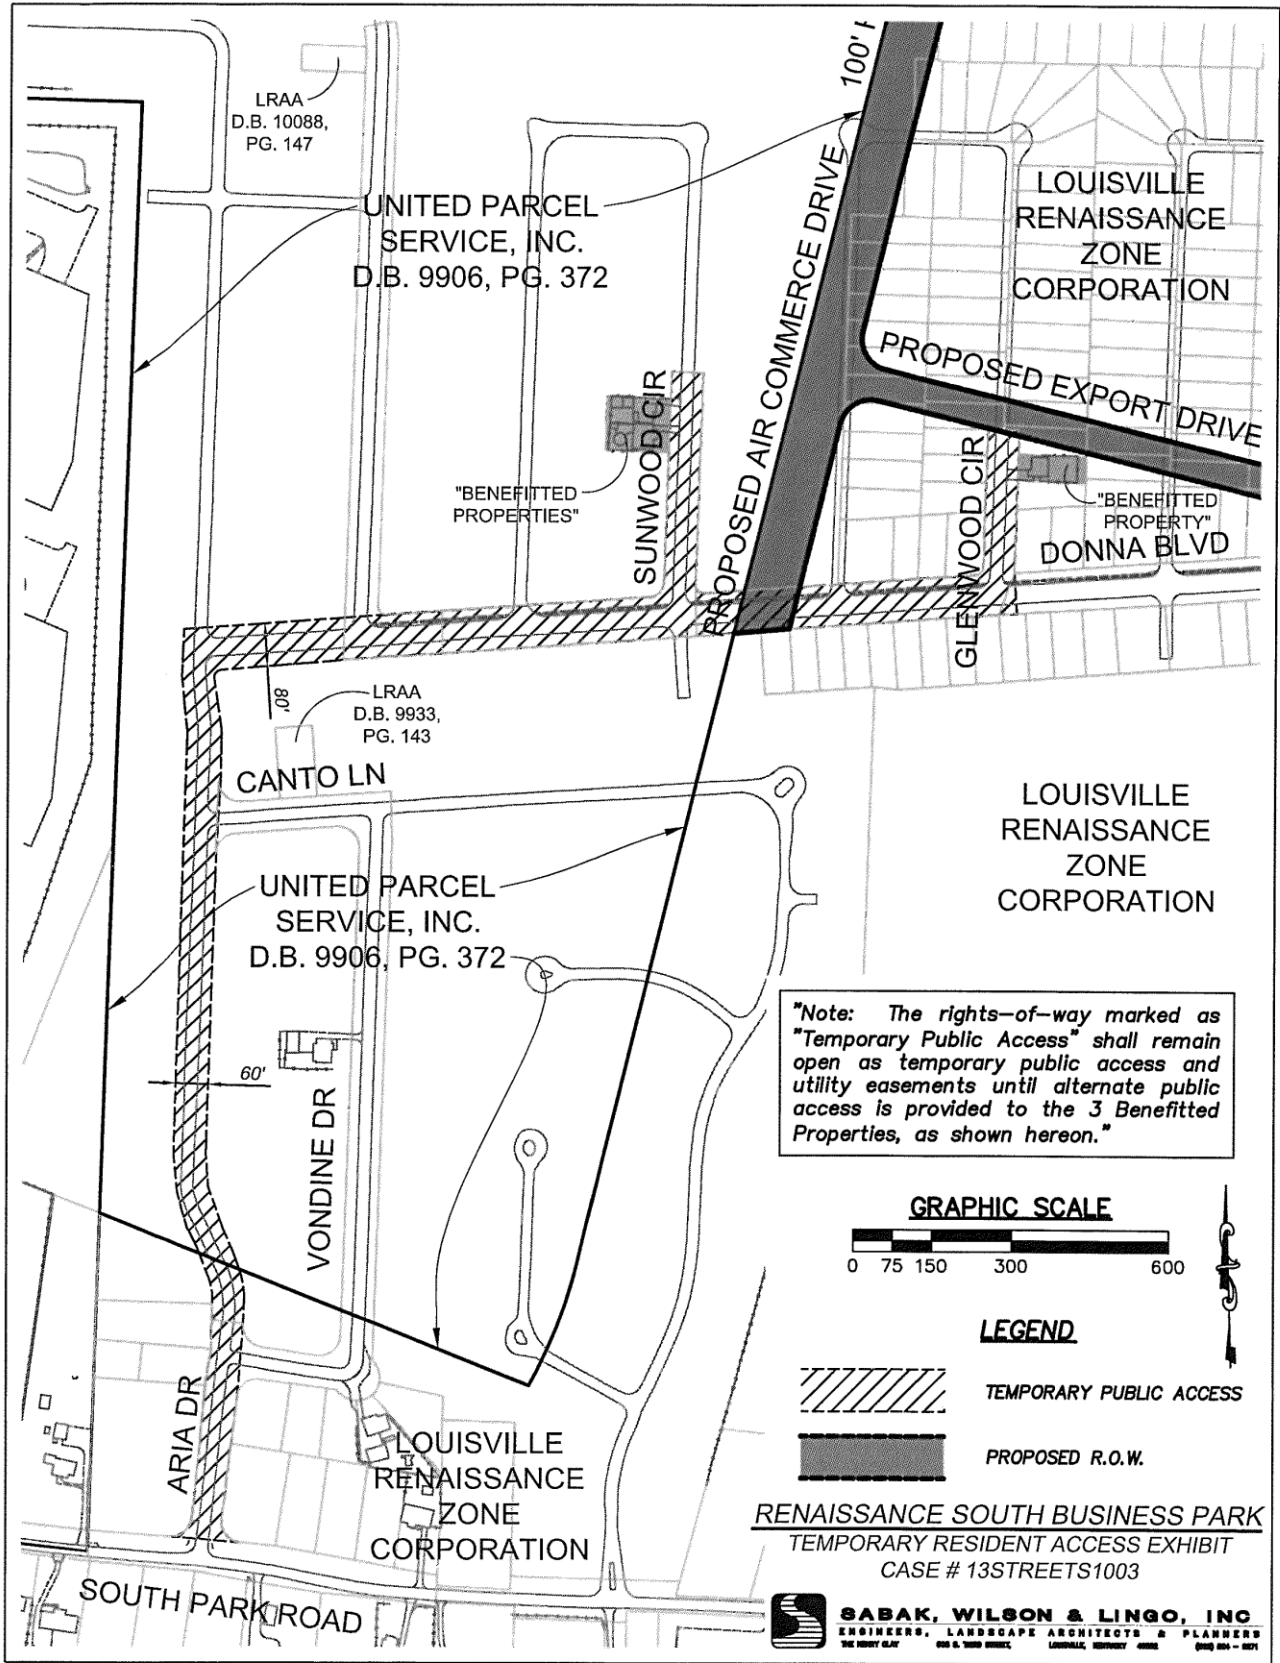 LRAA
D.B. 10088,
PG. 147
UNITED PARCEL
SERVICE, INC.
D.B. 9906, PG. 372
100'
PROPOSED AIR COMMERCE DRIVE
LOUISVILLE
RENAISSANCE
ZONE
CORPORATION
PROPOSED EXPORT DRIVE
SUNWOOD CIR
"BENEFITTED
PROPERTIES"
GLENWOOD CIR
"BENEFITTED
PROPERTY"
DONNA BLVD
80'
LRAA
D.B. 9933,
PG. 143
CANTO LN
LOUISVILLE
RENAISSANCE
ZONE
CORPORATION
UNITED PARCEL
SERVICE, INC.
D.B. 9906, PG. 372
60'
VONDINE DR
"Note: The rights-of-way marked as
"Temporary Public Access" shall remain
open as temporary public access and
utility easements until alternate public
access is provided to the 3 Benefitted
Properties, as shown hereon."
GRAPHIC SCALE
0 75 150 300 600
LEGEND
TEMPORARY PUBLIC ACCESS
PROPOSED R.O.W.
ARIA DR
LOUISVILLE
RENAISSANCE
ZONE
CORPORATION
SOUTH PARK ROAD
RENAISSANCE SOUTH BUSINESS PARK
TEMPORARY RESIDENT ACCESS EXHIBIT
CASE # 13STREETS1003
SABAK, WILSON & LINGO, INC
ENGINEERS, LANDSCAPE ARCHITECTS & PLANNERS
THE HENRY CLAY LOUISVILLE, KENTUCKY